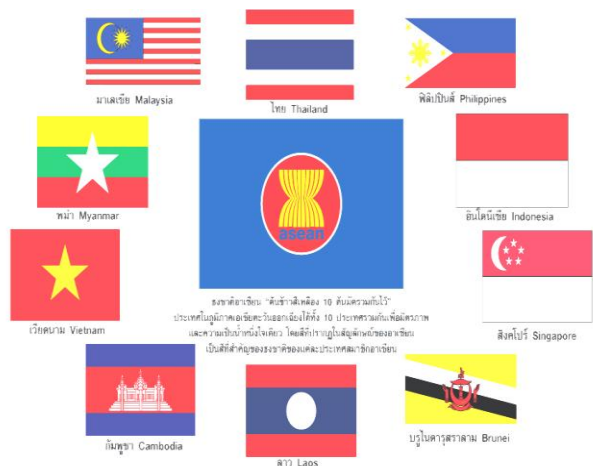 มาเลเซีย Malaysia
ไทย Thailand
ฟิลิปปินส์ Philippines
พม่า Myanmar
asean
อินโดนีเซีย Indonesia
เวียดนาม Vietnam
สิงคโปร์ Singapore
ธงชาติอาเซียน "ต้นข้าวสีเหลือง 10 ต้นมัดรวมกันไว้"
ประเทศในภูมิภาคเอเชียตะวันออกเฉียงใต้ทั้ง 10 ประเทศรวมกันเพื่อมิตรภาพ
และความเป็นน้ำหนึ่งใจเดียว โดยสีที่ปรากฏในสัญลักษณ์ของอาเซียน
เป็นสีที่สำคัญของธงชาติของแต่ละประเทศสมาชิกอาเซียน
กัมพูชา Cambodia
ลาว Laos
บรูไนดารุสราลาม Brunei